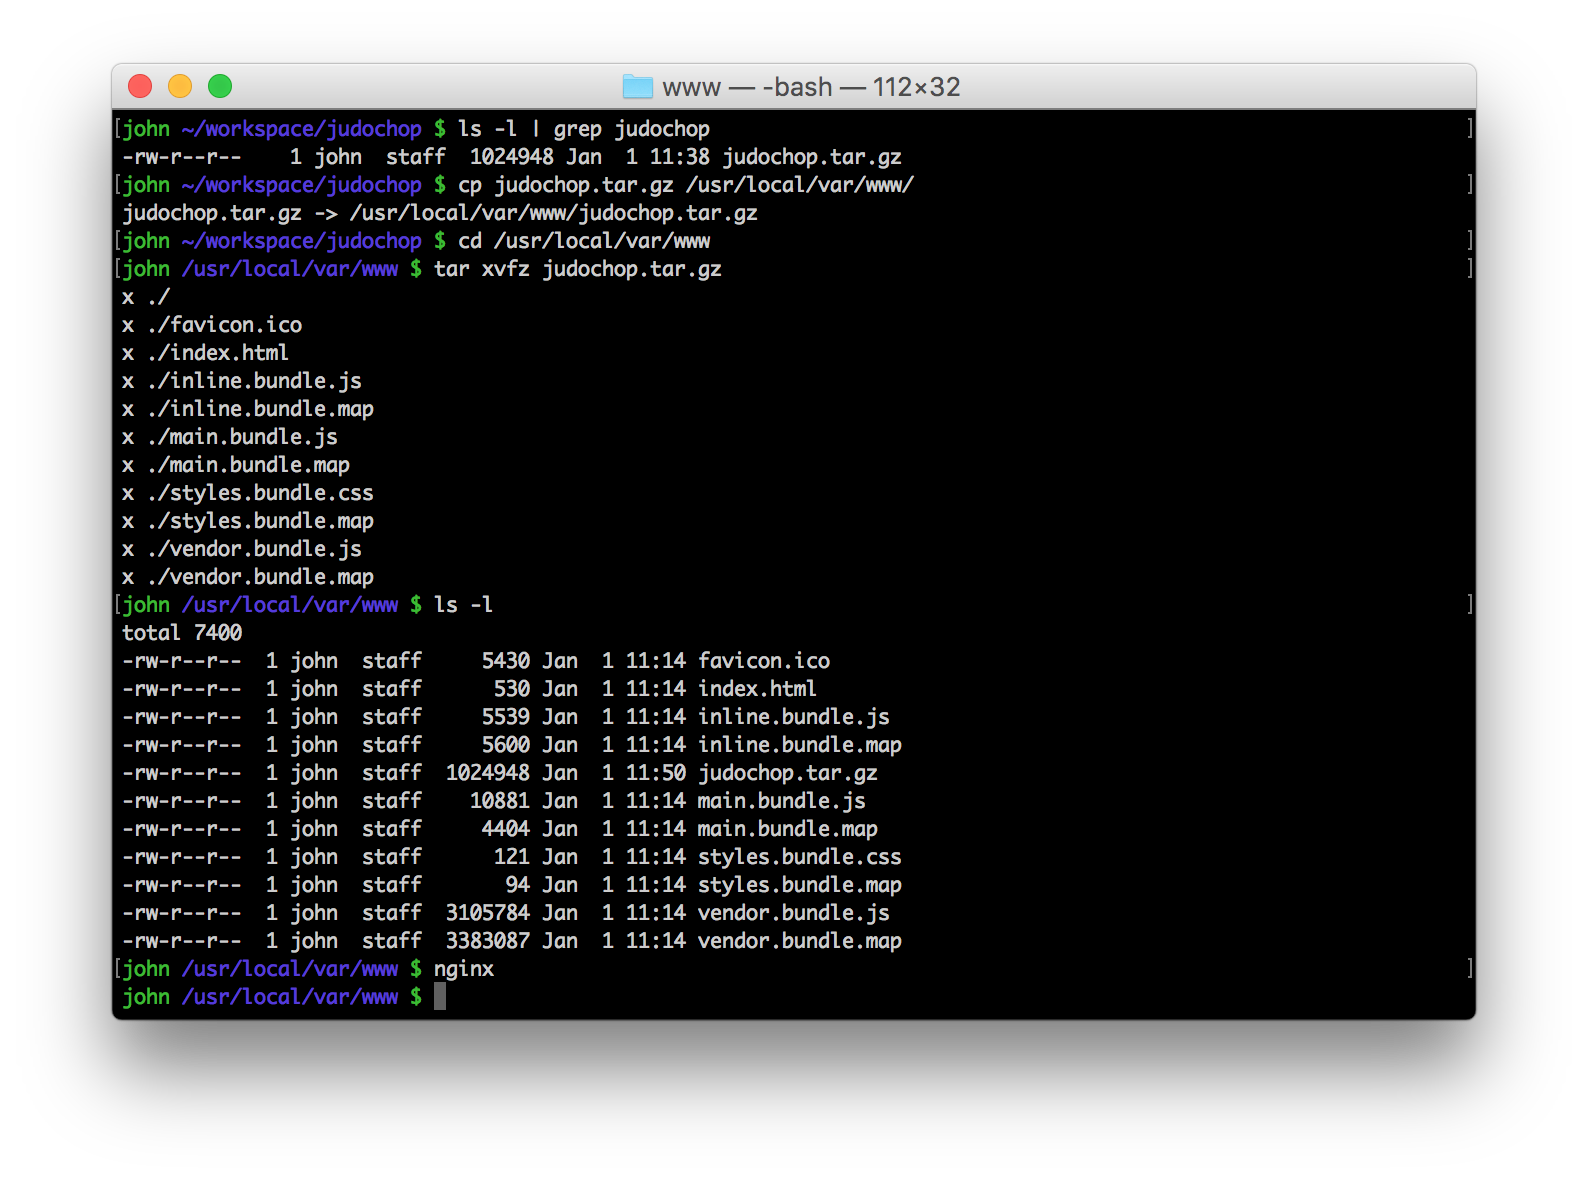 www — -bash — 112×32
[john ~/workspace/judochop $ ls -l | grep judochop ]
-rw-r--r--    1 john  staff  1024948 Jan  1 11:38 judochop.tar.gz
[john ~/workspace/judochop $ cp judochop.tar.gz /usr/local/var/www/ ]
judochop.tar.gz -> /usr/local/var/www/judochop.tar.gz
[john ~/workspace/judochop $ cd /usr/local/var/www ]
[john /usr/local/var/www $ tar xvfz judochop.tar.gz ]
x ./
x ./favicon.ico
x ./index.html
x ./inline.bundle.js
x ./inline.bundle.map
x ./main.bundle.js
x ./main.bundle.map
x ./styles.bundle.css
x ./styles.bundle.map
x ./vendor.bundle.js
x ./vendor.bundle.map
[john /usr/local/var/www $ ls -l ]
total 7400
-rw-r--r--  1 john  staff     5430 Jan  1 11:14 favicon.ico
-rw-r--r--  1 john  staff      530 Jan  1 11:14 index.html
-rw-r--r--  1 john  staff     5539 Jan  1 11:14 inline.bundle.js
-rw-r--r--  1 john  staff     5600 Jan  1 11:14 inline.bundle.map
-rw-r--r--  1 john  staff  1024948 Jan  1 11:50 judochop.tar.gz
-rw-r--r--  1 john  staff    10881 Jan  1 11:14 main.bundle.js
-rw-r--r--  1 john  staff     4404 Jan  1 11:14 main.bundle.map
-rw-r--r--  1 john  staff      121 Jan  1 11:14 styles.bundle.css
-rw-r--r--  1 john  staff       94 Jan  1 11:14 styles.bundle.map
-rw-r--r--  1 john  staff  3105784 Jan  1 11:14 vendor.bundle.js
-rw-r--r--  1 john  staff  3383087 Jan  1 11:14 vendor.bundle.map
[john /usr/local/var/www $ nginx ]
john /usr/local/var/www $